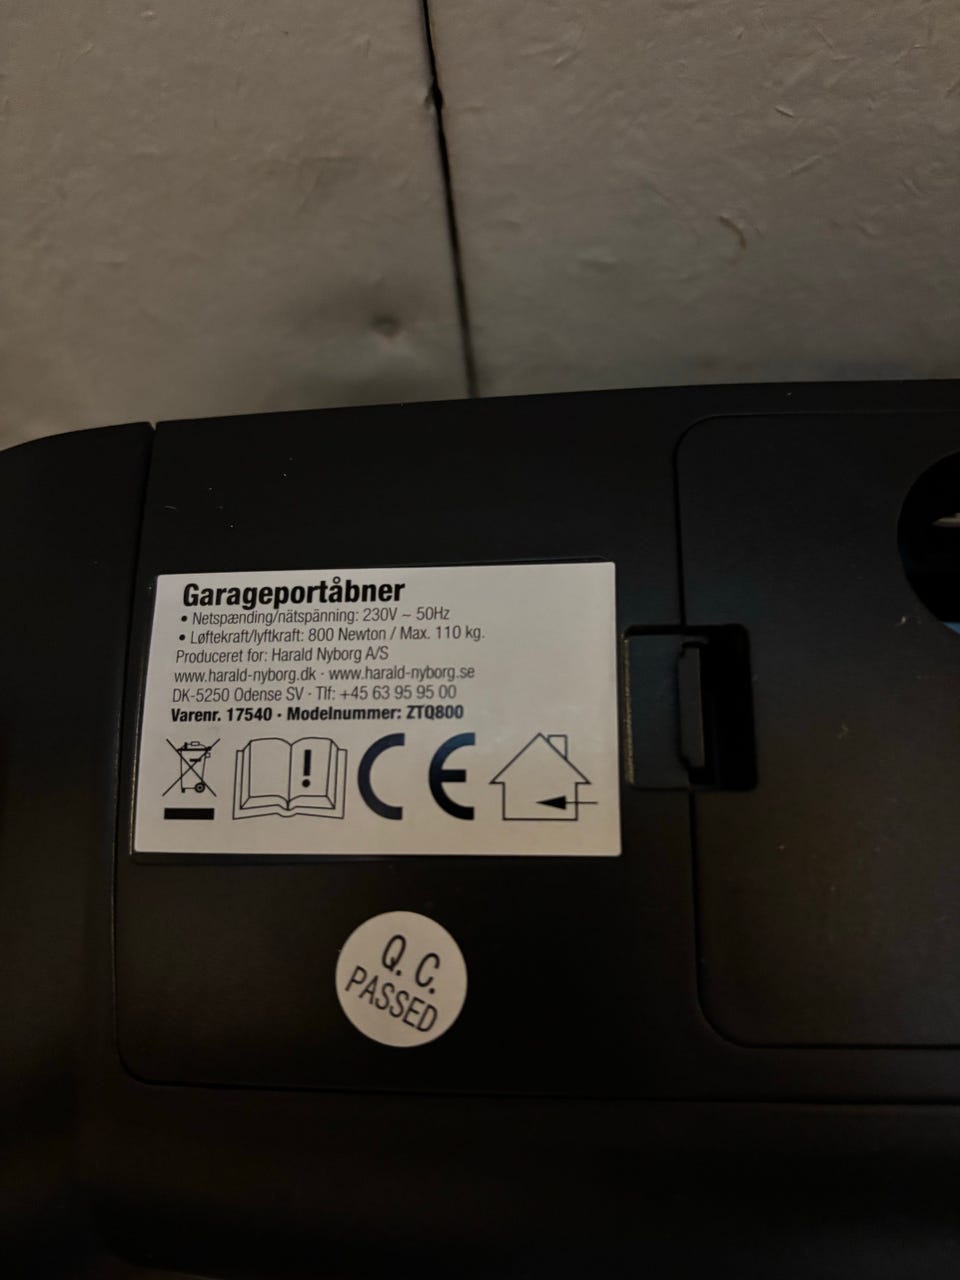 Garageportåbner
• Netspænding/nätspänning: 230V ~ 50Hz
• Løftekraft/lyftkraft: 800 Newton / Max. 110 kg.
Produceret for: Harald Nyborg A/S
www.harald-nyborg.dk · www.harald-nyborg.se
DK-5250 Odense SV · Tlf: +45 63 95 95 00
Varenr. 17540 · Modelnummer: ZTQ800
!
CE
Q. C.
PASSED